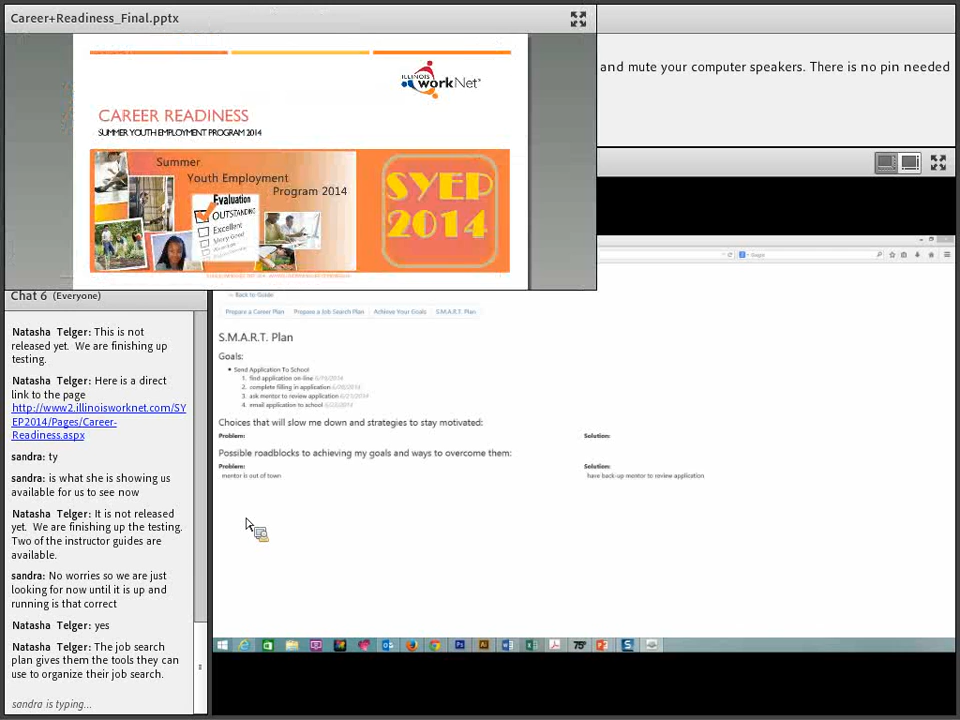 Career+Readiness_Final.pptx
ILLINOIS
workNet
CAREER READINESS
SUMMER YOUTH EMPLOYMENT PROGRAM 2014
Summer
Youth Employment
Program 2014
Evaluation
OUTSTANDING
Excellent
Very Good
SYEP
2014
and mute your computer speakers. There is no pin needed
Chat 6 (Everyone)
Natasha Telger: This is not
released yet. We are finishing up
testing.
Natasha Telger: Here is a direct
link to the page
http://www2.illinoisworknet.com/SY
EP2014/Pages/Career-
Readiness.aspx
sandra: ty
sandra: is what she is showing us
available for us to see now
Natasha Telger: It is not released
yet. We are finishing up the testing.
Two of the instructor guides are
available.
sandra: No worries so we are just
looking for now until it is up and
running is that correct
Natasha Telger: yes
Natasha Telger: The job search
plan gives them the tools they can
use to organize their job search.
sandra is typing...
Back to Guide
Prepare a Career Plan Prepare a Job Search Plan Achieve Your Goals S.M.A.R.T. Plan
S.M.A.R.T. Plan
Goals:
Send Application To School
1. find application on-line
2. complete filling in application
3. ask mentor to review application
4. email application to school
Choices that will slow me down and strategies to stay motivated:
Problem: Solution:
Possible roadblocks to achieving my goals and ways to overcome them:
Problem: Solution:
mentor is out of town have back-up mentor to review application
75°